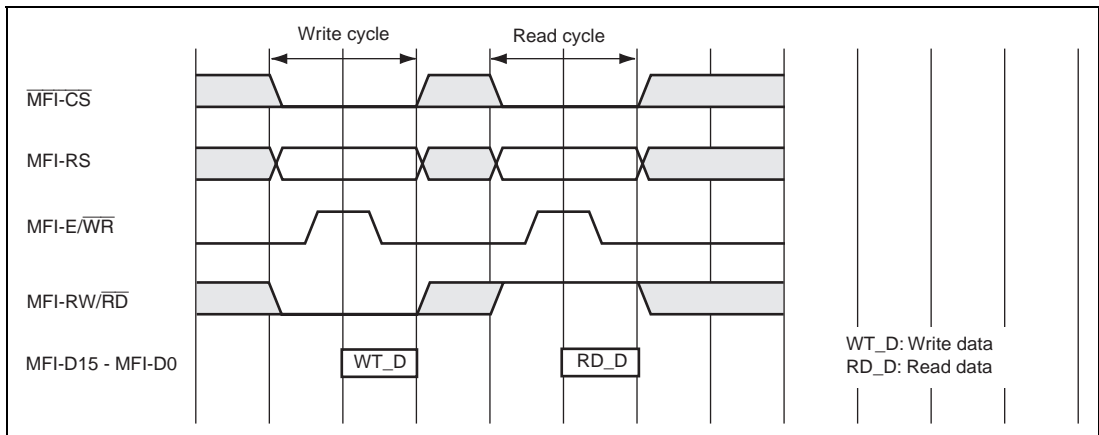 Write cycle Read cycle
MFI-CS
MFI-RS
MFI-E/WR
MFI-RW/RD
MFI-D15 - MFI-D0 WT_D RD_D
WT_D: Write data
RD_D: Read data